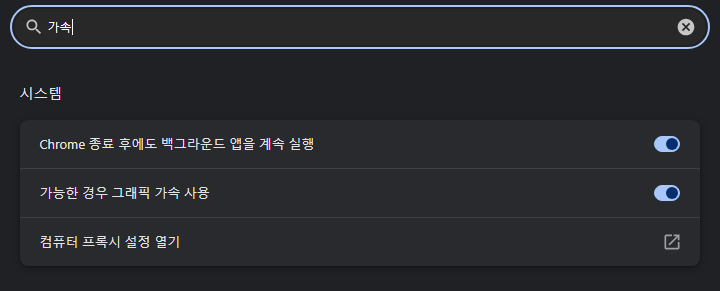 가속
시스템
Chrome 종료 후에도 백그라운드 앱을 계속 실행
가능한 경우 그래픽 가속 사용
컴퓨터 프록시 설정 열기